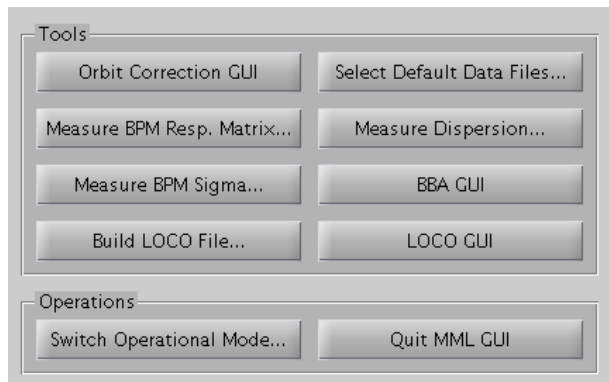 Tools
Orbit Correction GUI
Select Default Data Files...
Measure BPM Resp. Matrix...
Measure Dispersion...
Measure BPM Sigma...
BBA GUI
Build LOCO File...
LOCO GUI
Operations
Switch Operational Mode...
Quit MML GUI